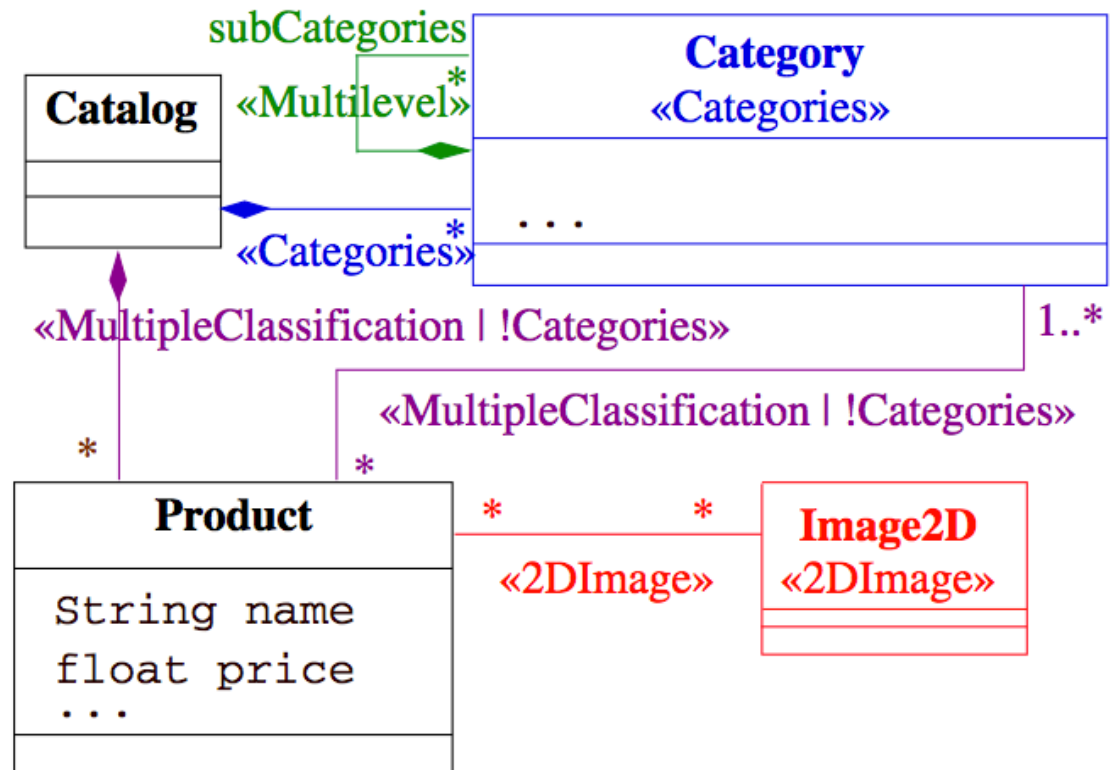 subCategories
*
«Multilevel»
Category
«Categories»
. . .
Catalog
*
«Categories»
«MultipleClassification | !Categories»
1..*
«MultipleClassification | !Categories»
*
*
Product
String name
float price
. . .
*
*
«2DImage»
Image2D
«2DImage»